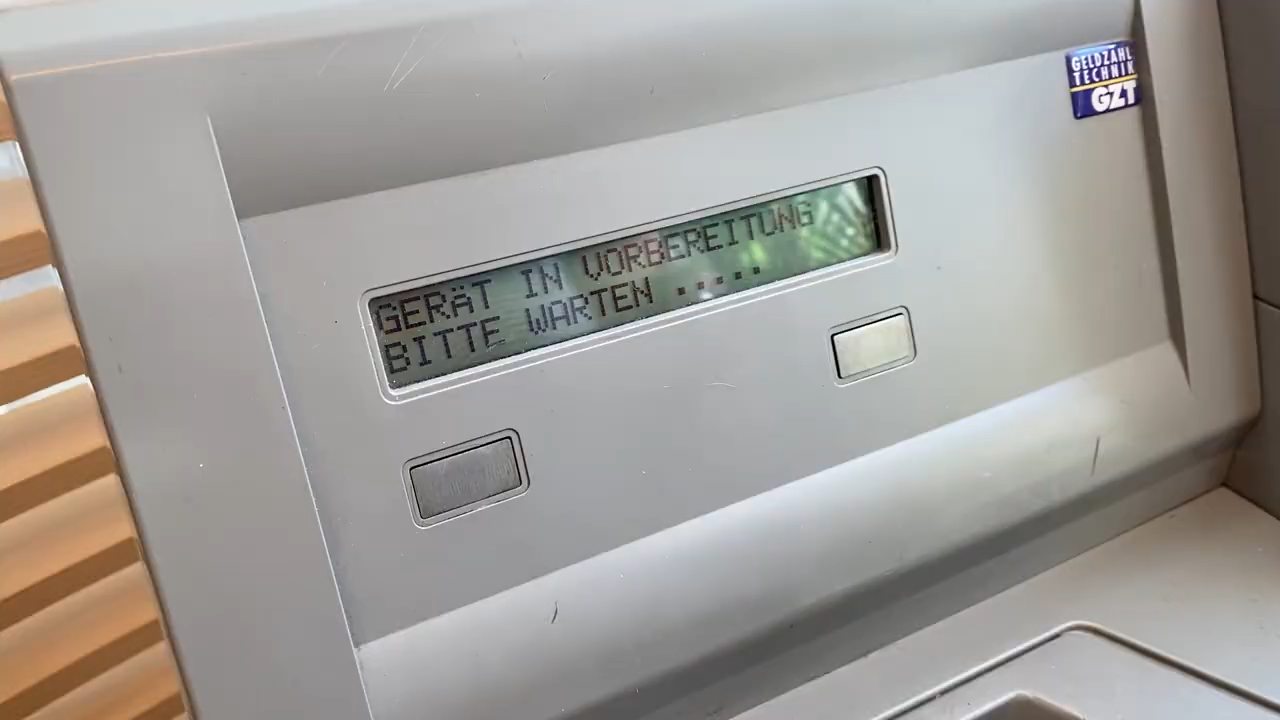 GELDZÄHL
TECHNIK
GZT
GERäT IN VORBEREITUNG
BITTE WARTEN .....